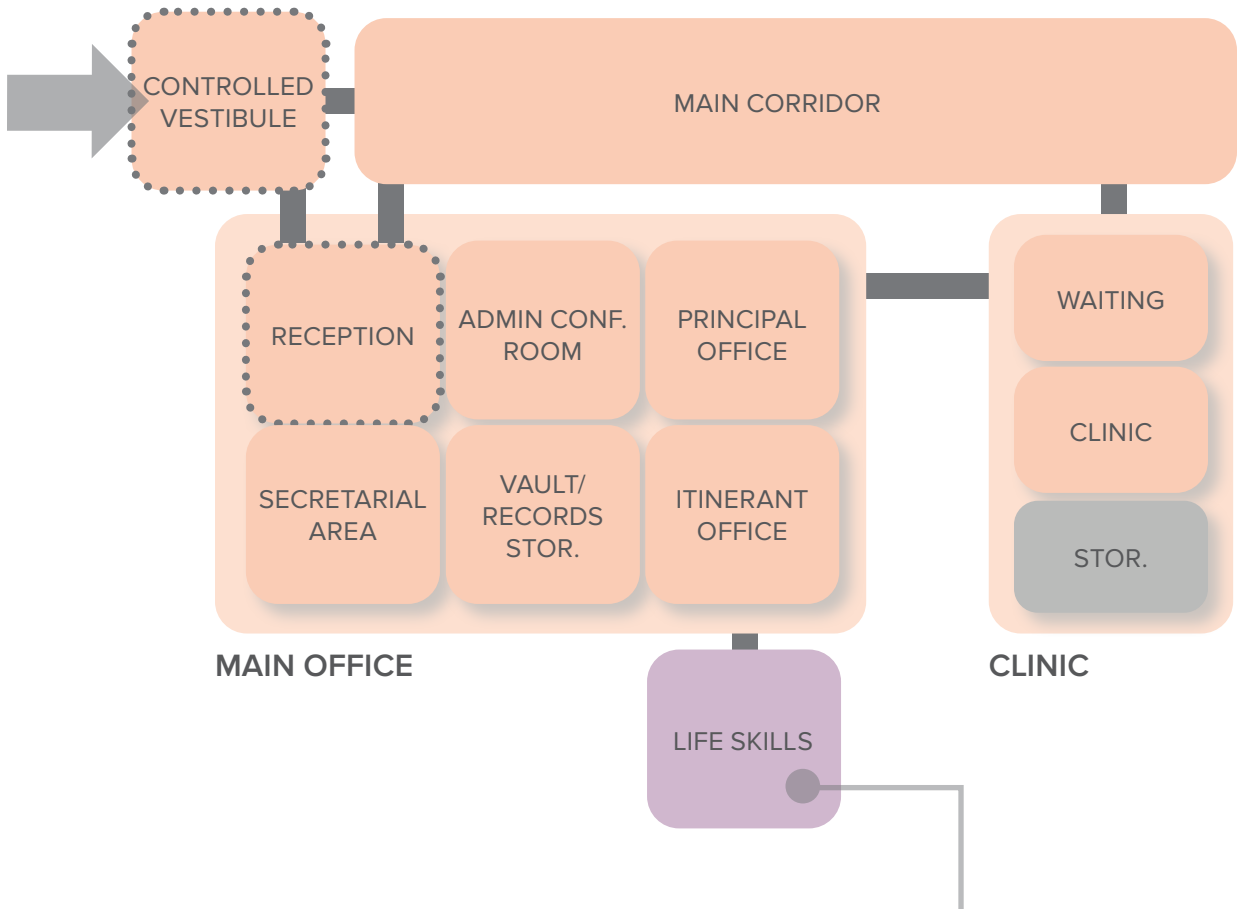 CONTROLLED
VESTIBULE
MAIN CORRIDOR
RECEPTION
ADMIN CONF.
ROOM
PRINCIPAL
OFFICE
SECRETARIAL
AREA
VAULT/
RECORDS
STOR.
ITINERANT
OFFICE
MAIN OFFICE
WAITING
CLINIC
STOR.
CLINIC
LIFE SKILLS